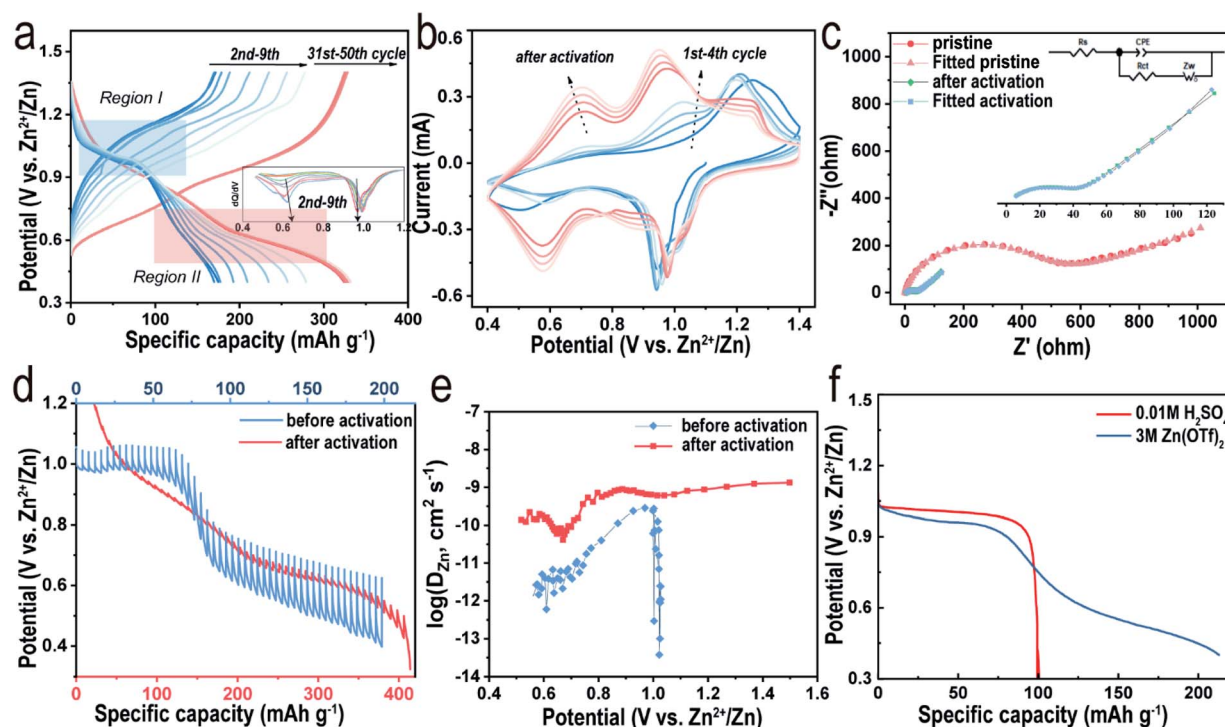 a
Potential (V vs. Zn²⁺/Zn)
1.5
1.2
0.9
0.6
0.3
2nd-9th
31st-50th cycle
Region I
Region II
dQ/dV
2nd-9th
0.4 0.6 0.8 1.0 1.2
0 100 200 300 400
Specific capacity (mAh g⁻¹)
b
Current (mA)
0.6
0.3
0.0
-0.3
-0.6
after activation
1st-4th cycle
0.4 0.6 0.8 1.0 1.2 1.4
Potential (V vs. Zn²⁺/Zn)
c
-Z''(ohm)
1000
800
600
400
200
0
pristine
Fitted pristine
after activation
Fitted activation
Rs
CPE
Rct
Zw
0 20 40 60 80 100 120
0 200 400 600 800 1000
Z' (ohm)
d
0 50 100 150 200
Potential (V vs. Zn²⁺/Zn)
1.2
1.0
0.8
0.6
0.4
before activation
after activation
0 100 200 300 400
Specific capacity (mAh g⁻¹)
e
log(D_Zn, cm² s⁻¹)
-7
-8
-9
-10
-11
-12
-13
-14
before activation
after activation
0.4 0.6 0.8 1.0 1.2 1.4 1.6
Potential (V vs. Zn²⁺/Zn)
f
Potential (V vs. Zn²⁺/Zn)
1.5
1.2
0.9
0.6
0.3
0.01M H₂SO₄
3M Zn(OTf)₂
0 50 100 150 200
Specific capacity (mAh g⁻¹)